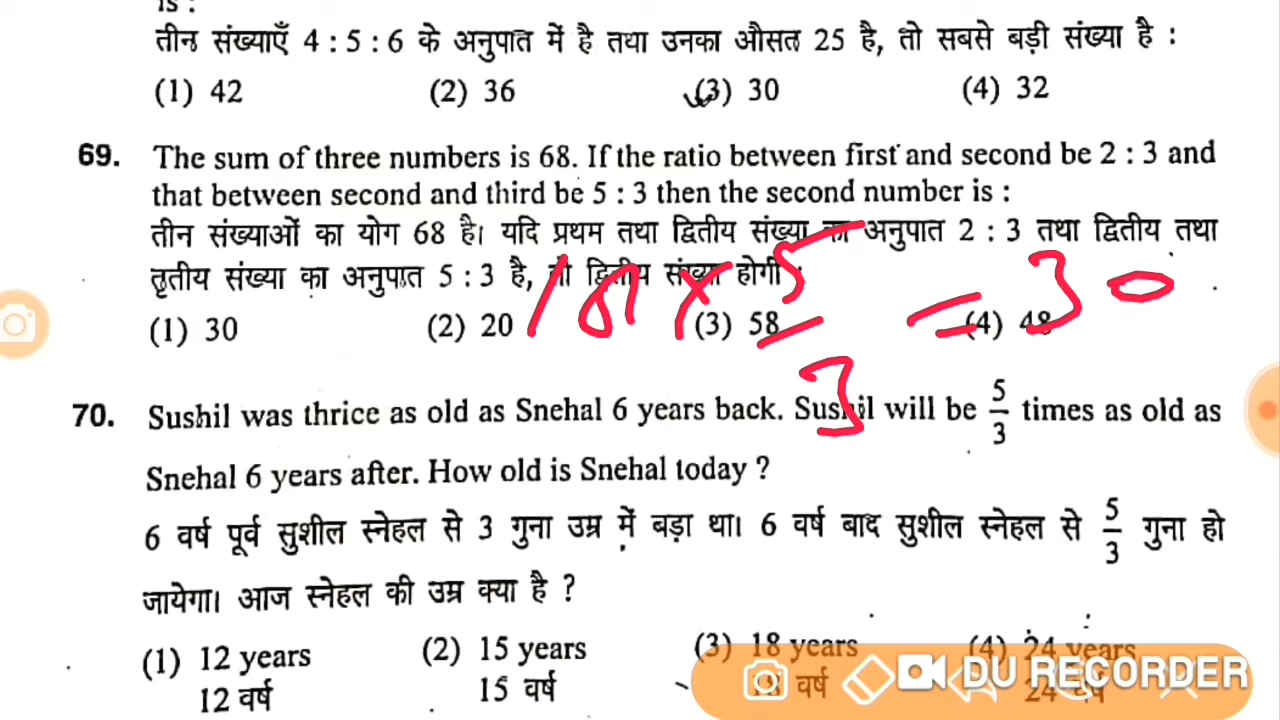 is :
तीन संख्याएँ 4 : 5 : 6 के अनुपात में है तथा उनका औसत 25 है, तो सबसे बड़ी संख्या है :
(1) 42 (2) 36 (3) 30 (4) 32
69. The sum of three numbers is 68. If the ratio between first and second be 2 : 3 and
that between second and third be 5 : 3 then the second number is :
तीन संख्याओं का योग 68 है। यदि प्रथम तथा द्वितीय संख्या का अनुपात 2 : 3 तथा द्वितीय तथा
तृतीय संख्या का अनुपात 5 : 3 है, तो द्वितीय संख्या होगी :
(1) 30 (2) 20 (3) 58 (4) 48
× 5
= 30
3
70. Sushil was thrice as old as Snehal 6 years back. Sushil will be 5/3 times as old as
Snehal 6 years after. How old is Snehal today ?
6 वर्ष पूर्व सुशील स्नेहल से 3 गुना उम्र में बड़ा था। 6 वर्ष बाद सुशील स्नेहल से 5/3 गुना हो
जायेगा। आज स्नेहल की उम्र क्या है ?
(1) 12 years (2) 15 years (3) 18 years (4) 24 years
12 वर्ष 15 वर्ष 18 वर्ष 24 वर्ष
DU RECORDER